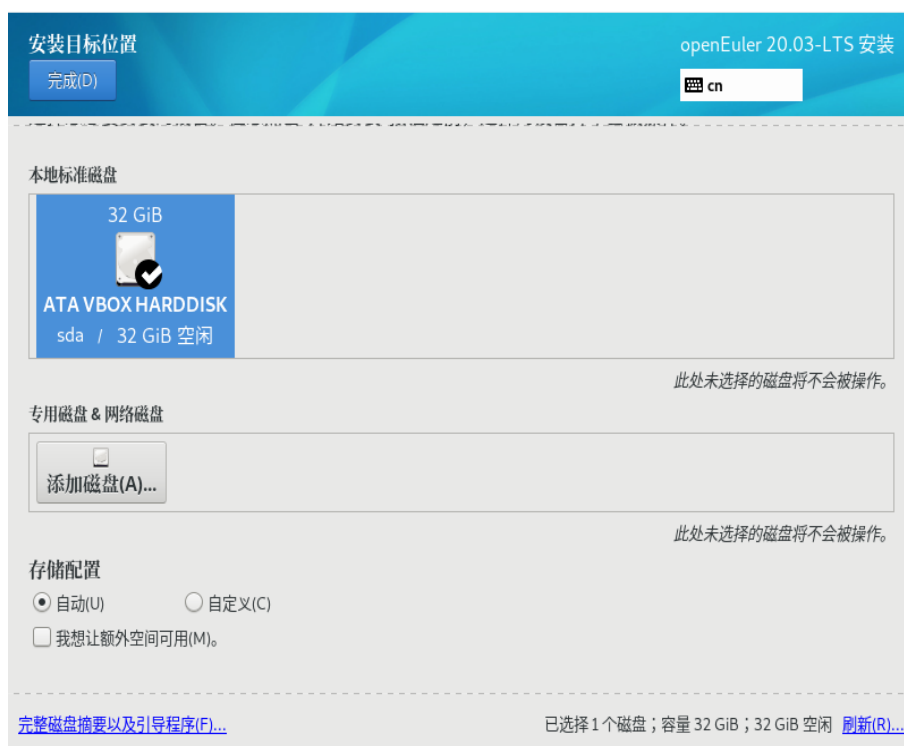 安装目标位置
openEuler 20.03-LTS 安装
完成(D)
cn
本地标准磁盘
32 GiB
ATA VBOX HARDDISK
sda / 32 GiB 空闲
此处未选择的磁盘将不会被操作。
专用磁盘 & 网络磁盘
添加磁盘(A)...
此处未选择的磁盘将不会被操作。
存储配置
自动(U) 自定义(C)
我想让额外空间可用(M)。
完整磁盘摘要以及引导程序(F)...
已选择 1 个磁盘；容量 32 GiB；32 GiB 空闲 刷新(R)...